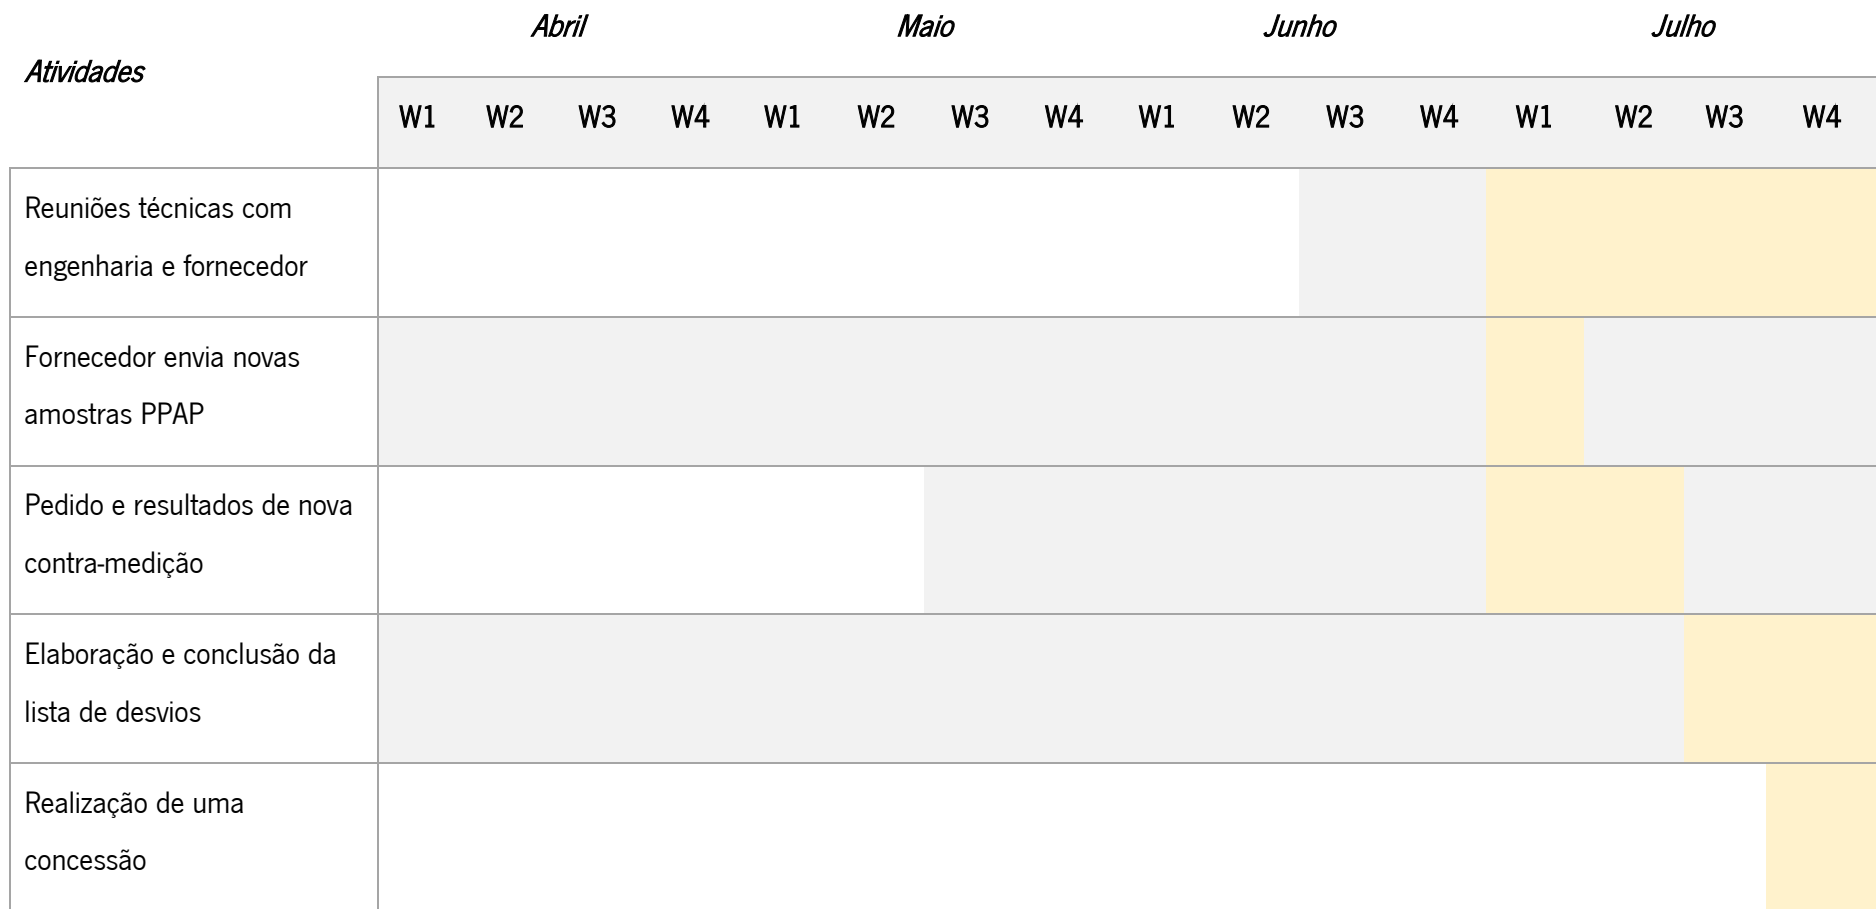 Abril Maio Junho Julho
Atividades
W1 W2 W3 W4 W1 W2 W3 W4 W1 W2 W3 W4 W1 W2 W3 W4
Reuniões técnicas com
engenharia e fornecedor
Fornecedor envia novas
amostras PPAP
Pedido e resultados de nova
contra-medição
Elaboração e conclusão da
lista de desvios
Realização de uma
concessão